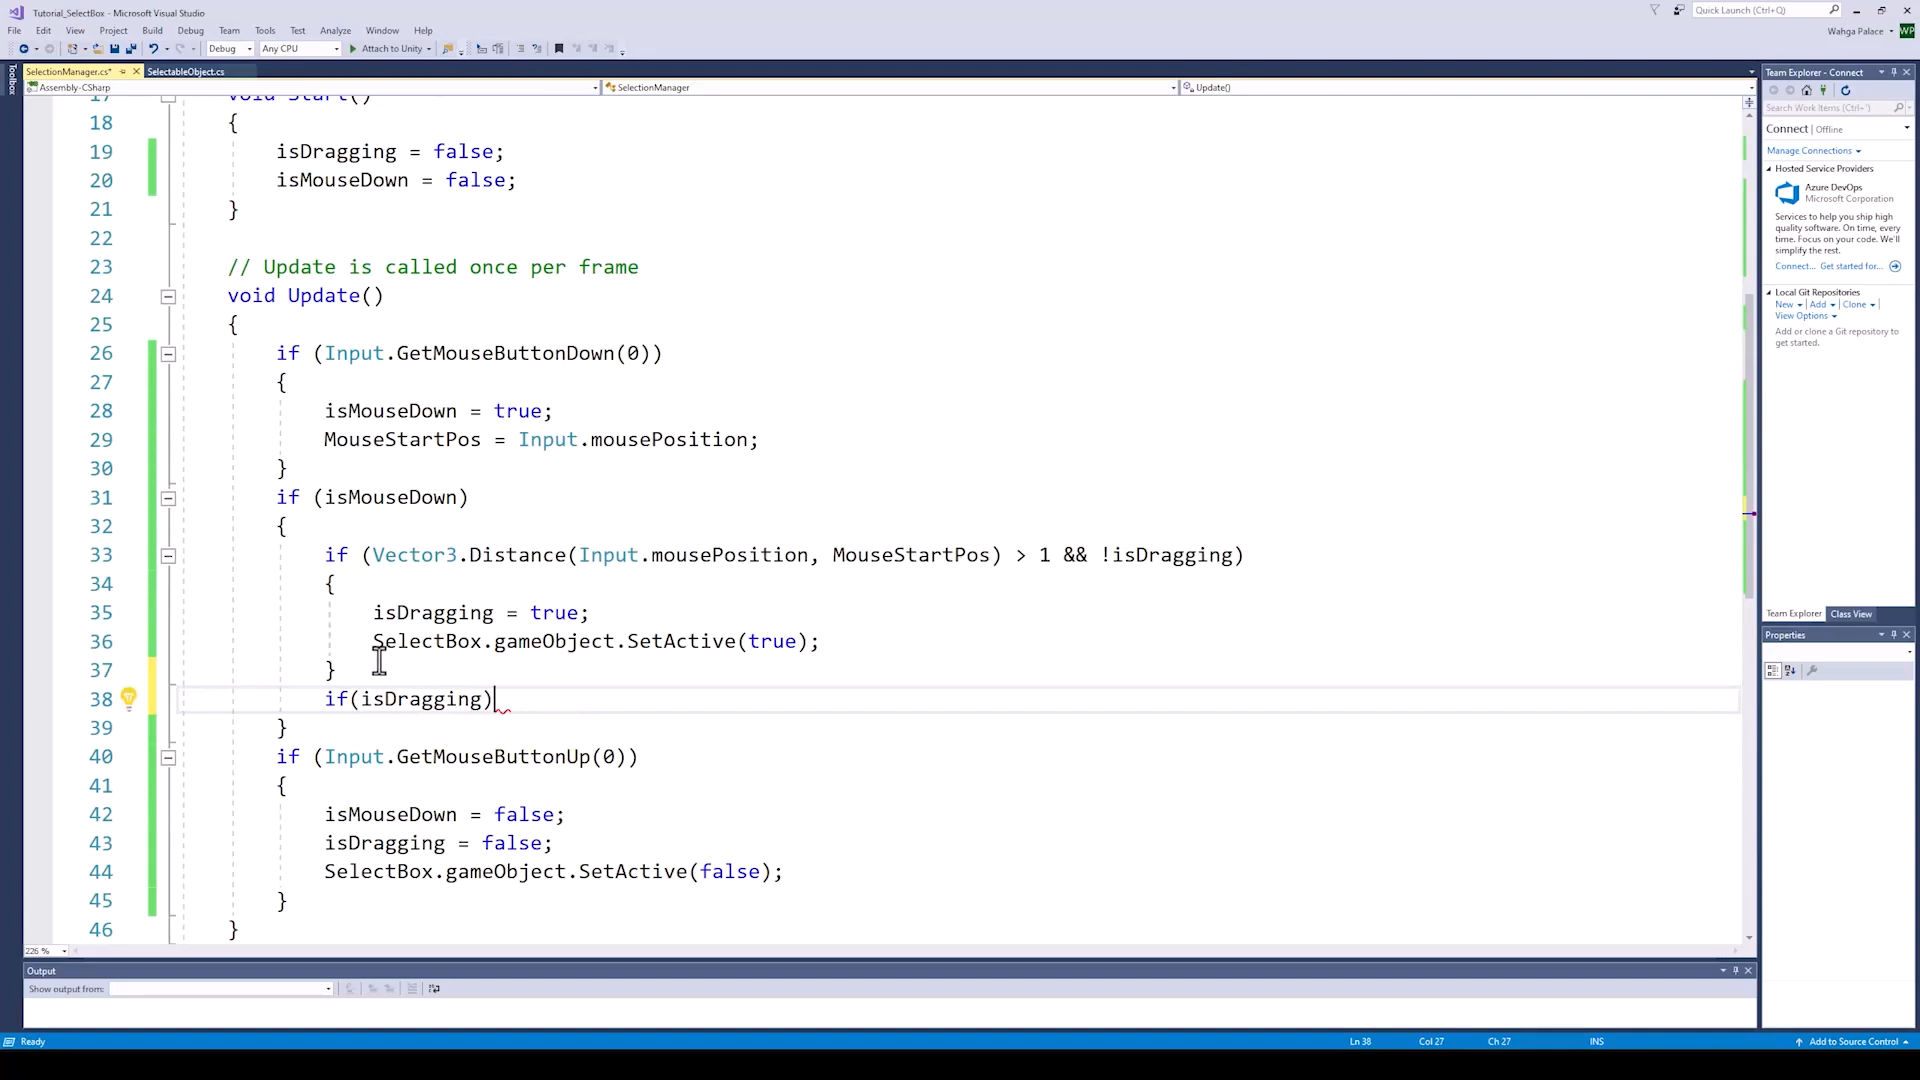 Tutorial_SelectBox - Microsoft Visual Studio
Quick Launch (Ctrl+Q)
File Edit View Project Build Debug Team Tools Test Analyze Window Help
Wahga Palace WP
Debug Any CPU Attach to Unity
Toolbox
SelectionManager.cs* SelectableObject.cs
Assembly-CSharp SelectionManager Update()
17 void Start()
18 {
19 isDragging = false;
20 isMouseDown = false;
21 }
22
23 // Update is called once per frame
24 void Update()
25 {
26 if (Input.GetMouseButtonDown(0))
27 {
28 isMouseDown = true;
29 MouseStartPos = Input.mousePosition;
30 }
31 if (isMouseDown)
32 {
33 if (Vector3.Distance(Input.mousePosition, MouseStartPos) > 1 && !isDragging)
34 {
35 isDragging = true;
36 SelectBox.gameObject.SetActive(true);
37 }
38 if(isDragging)
39 }
40 if (Input.GetMouseButtonUp(0))
41 {
42 isMouseDown = false;
43 isDragging = false;
44 SelectBox.gameObject.SetActive(false);
45 }
46 }
226 %
Output
Show output from:
Ready Ln 38 Col 27 Ch 27 INS Add to Source Control
Team Explorer - Connect
Search Work Items (Ctrl+')
Connect | Offline
Manage Connections
Hosted Service Providers
Azure DevOps
Microsoft Corporation
Services to help you ship high
quality software. On time, every
time. Focus on your code. We'll
simplify the rest.
Connect... Get started for...
Local Git Repositories
New Add Clone
View Options
Add or clone a Git repository to
get started.
Team Explorer Class View
Properties